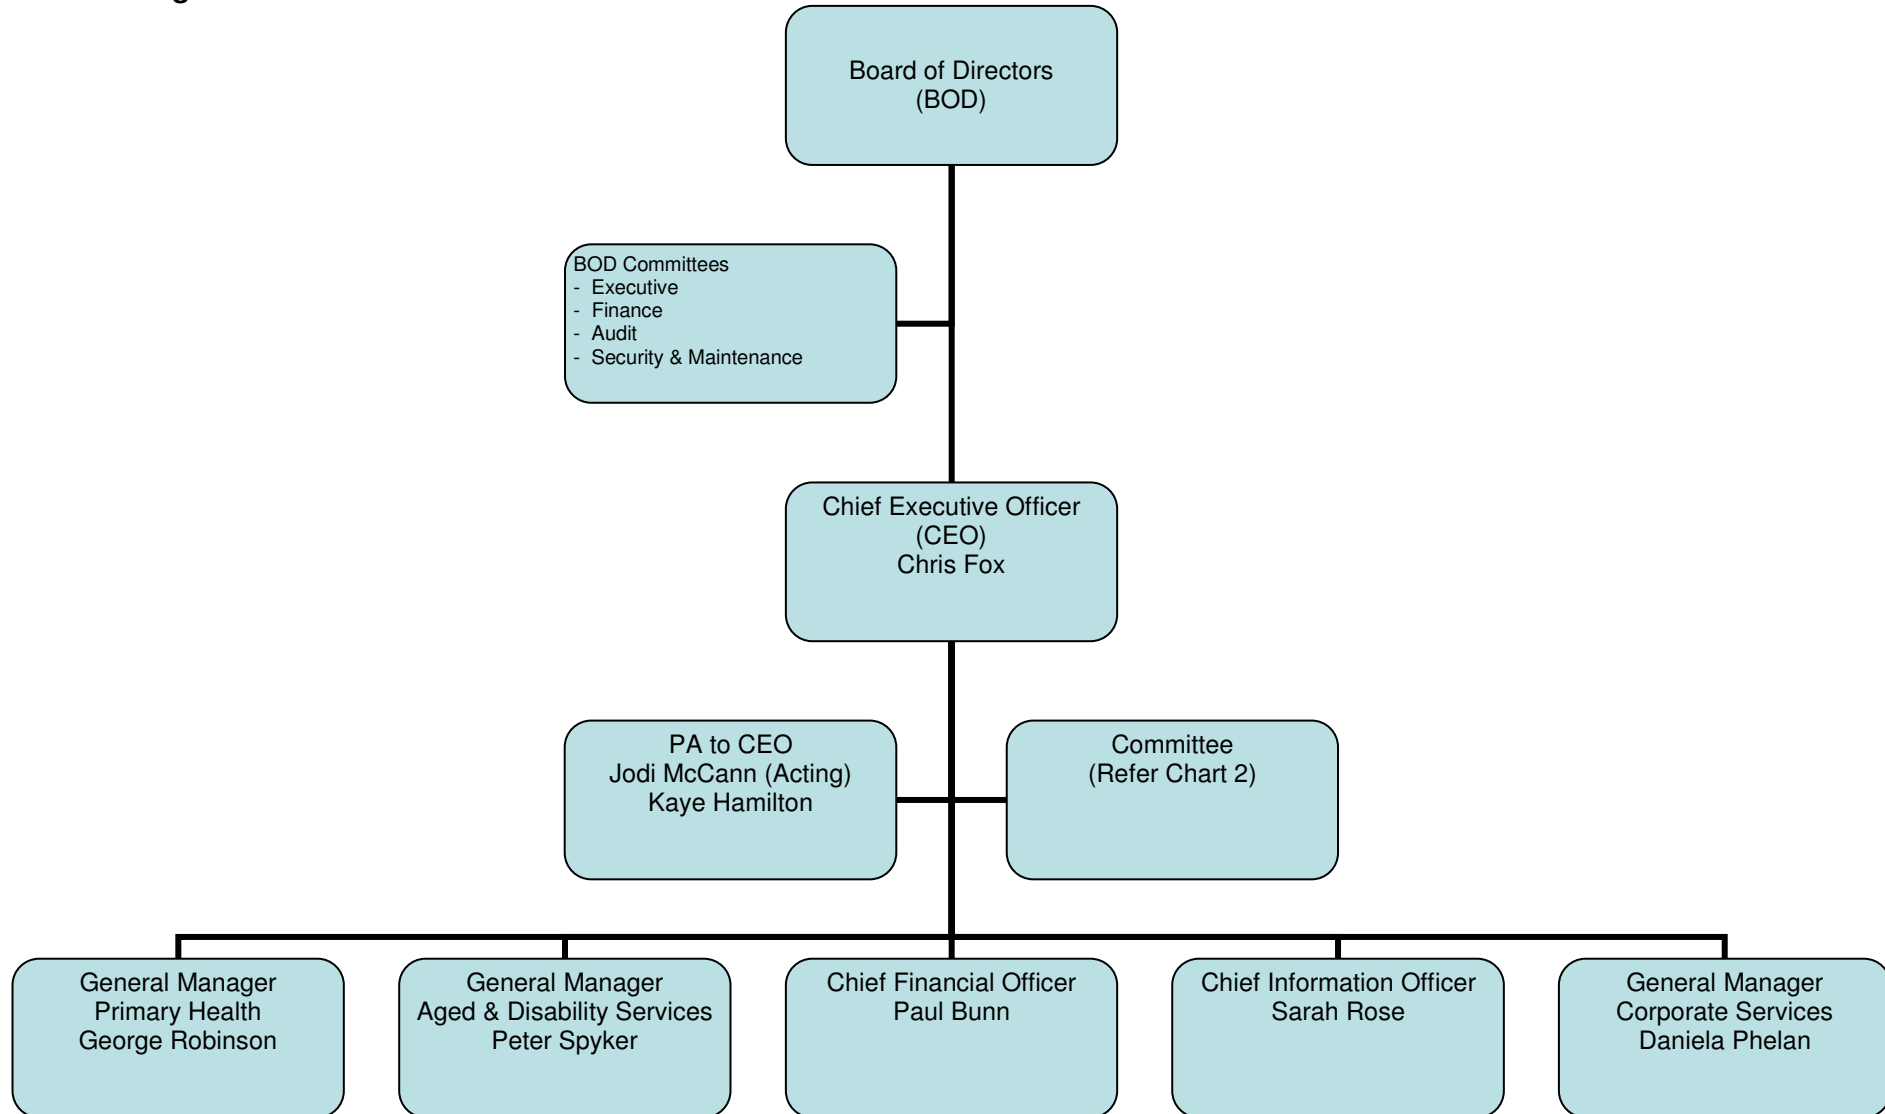 Board of Directors
(BOD)
BOD Committees
- Executive
- Finance
- Audit
- Security & Maintenance
Chief Executive Officer
(CEO)
Chris Fox
PA to CEO
Jodi McCann (Acting)
Kaye Hamilton
Committee
(Refer Chart 2)
General Manager
Primary Health
George Robinson
General Manager
Aged & Disability Services
Peter Spyker
Chief Financial Officer
Paul Bunn
Chief Information Officer
Sarah Rose
General Manager
Corporate Services
Daniela Phelan